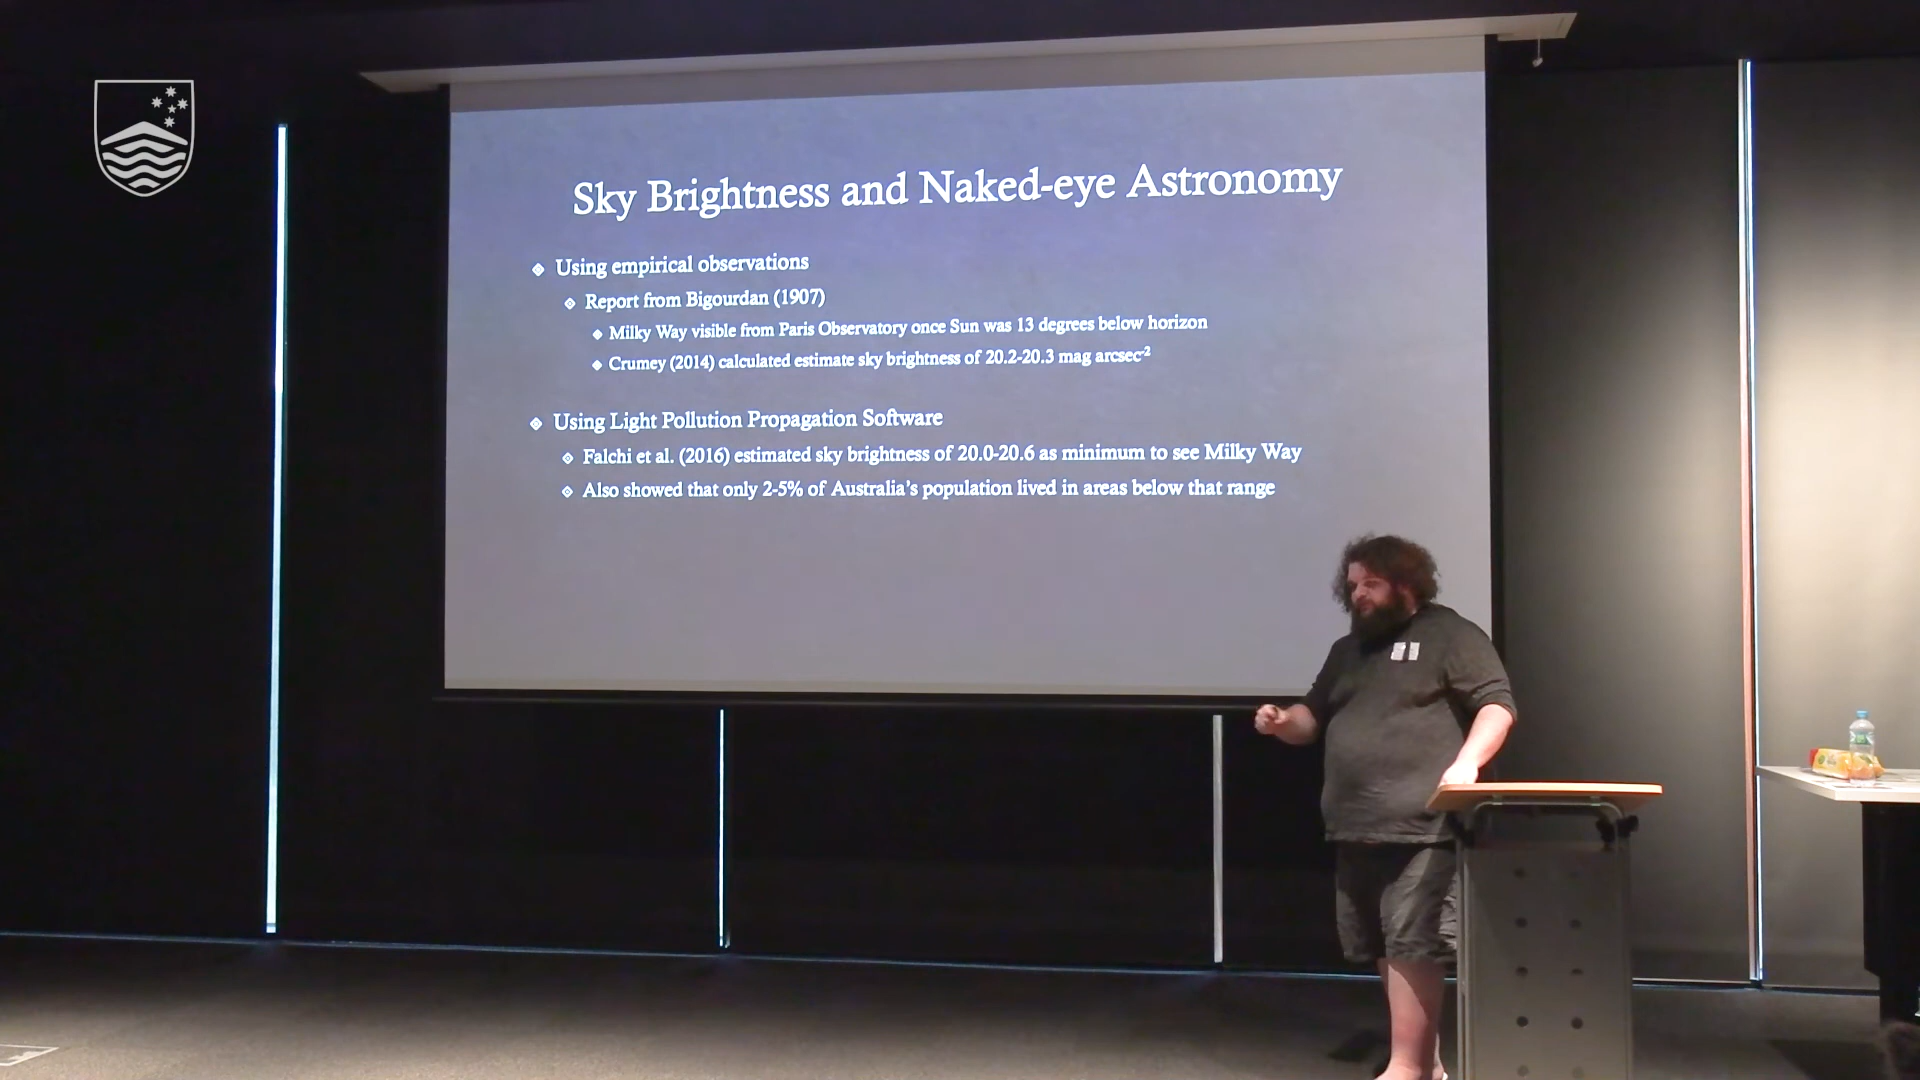 Sky Brightness and Naked-eye Astronomy
Using empirical observations
Report from Bigourdan (1907)
Milky Way visible from Paris Observatory once Sun was 13 degrees below horizon
Crumey (2014) calculated estimate sky brightness of 20.2-20.3 mag arcsec⁻²
Using Light Pollution Propagation Software
Falchi et al. (2016) estimated sky brightness of 20.0-20.6 as minimum to see Milky Way
Also showed that only 2-5% of Australia's population lived in areas below that range